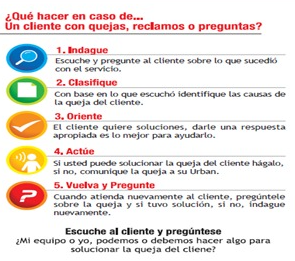 ¿Qué hacer en caso de...
Un cliente con quejas, reclamos o preguntas?
1. Indague
Escuche y pregunte al cliente sobre lo que sucedió
con el servicio.
2. Clasifique
Con base en lo que escuchó identifique las causas de
la queja del cliente.
3. Oriente
El cliente quiere soluciones, darle una respuesta
apropiada es lo mejor para ayudarlo.
4. Actúe
Si usted puede solucionar la queja del cliente hágalo,
si no, comunique la queja a su Urban.
5. Vuelva y Pregunte
Cuando atienda nuevamente al cliente, pregúntele
sobre la queja y si tuvo solución, si no, indague
nuevamente.
Escuche al cliente y pregúntese
¿Mi equipo o yo, podemos o debemos hacer algo para
solucionar la queja del cliene?